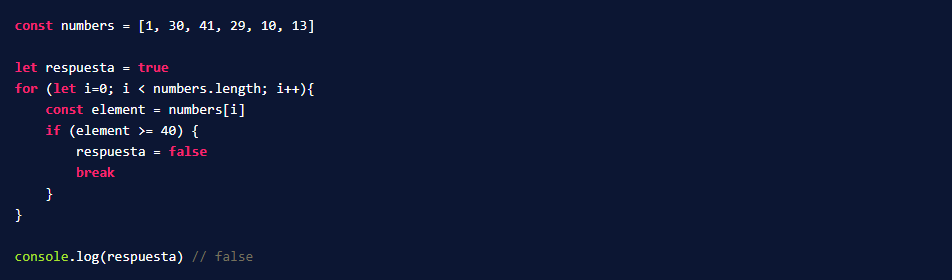 const numbers = [1, 30, 41, 29, 10, 13]
let respuesta = true
for (let i=0; i < numbers.length; i++){
    const element = numbers[i]
    if (element >= 40) {
        respuesta = false
        break
    }
}
console.log(respuesta) // false